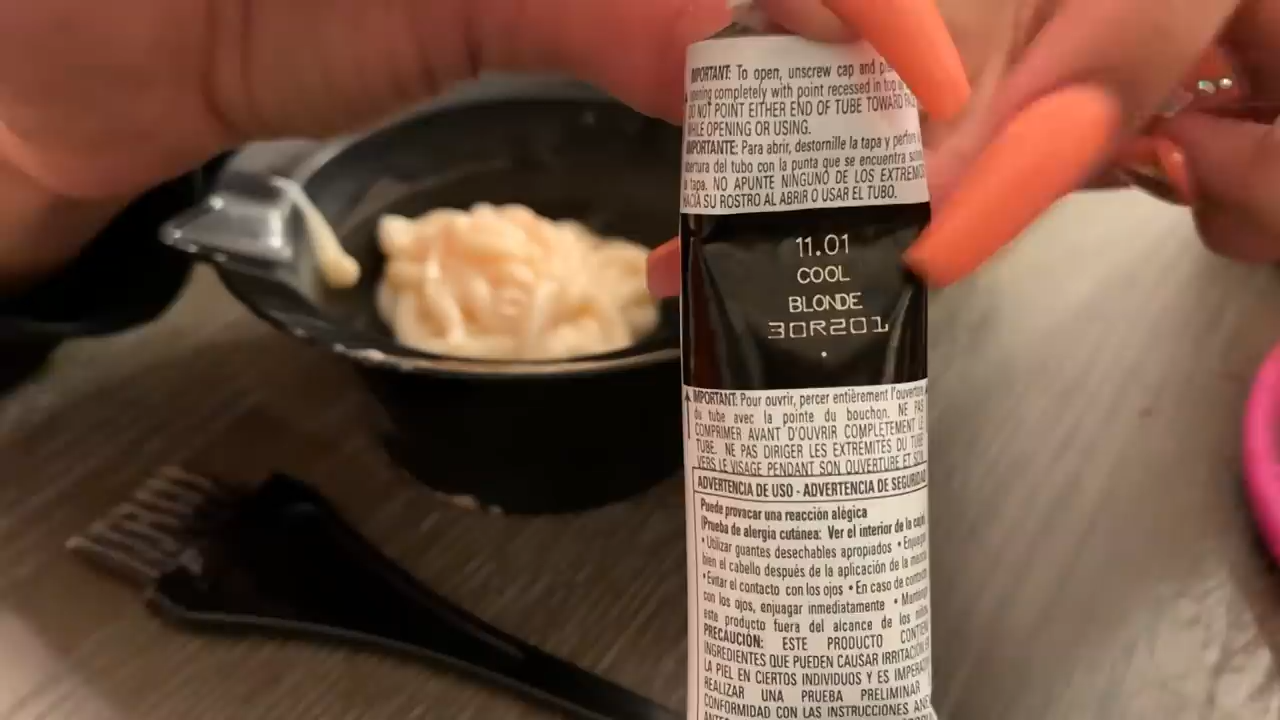 IMPORTANT: To open, unscrew cap and
opening completely with point recessed in top
DO NOT POINT EITHER END OF TUBE TOWARD
WHILE OPENING OR USING.
IMPORTANTE: Para abrir, destornille la tapa y perfore
abertura del tubo con la punta que se encuentra
tapa. NO APUNTE NINGUNO DE LOS EXTREMOS
HACIA SU ROSTRO AL ABRIR O USAR EL TUBO.
11.01
COOL
BLONDE
30R201
IMPORTANT: Pour ouvrir, percer entièrement l'ouverture
du tube avec la pointe du bouchon. NE PAS
COMPRIMER AVANT D'OUVRIR COMPLETEMENT LE
TUBE. NE PAS DIRIGER LES EXTREMITÉS DU TUBE
VERS LE VISAGE PENDANT SON OUVERTURE ET SON
ADVERTENCIA DE USO - ADVERTENCIA DE SEGURIDAD
Puede provacar una reacción alégica
(Prueba de alergia cutánea: Ver el interior de la caja)
• Utilizar guantes desechables apropiados •
bien el cabello después de la aplicación de la
• Evitar el contacto con los ojos • En caso de contacto
con los ojos, enjuagar inmediatamente •
este producto fuera del alcance de los niños
PRECAUCIÓN: ESTE PRODUCTO CONTIENE
INGREDIENTES QUE PUEDEN CAUSAR IRRITACIÓN
LA PIEL EN CIERTOS INDIVIDUOS Y ES
REALIZAR UNA PRUEBA PRELIMINAR
CONFORMIDAD CON LAS INSTRUCCIONES